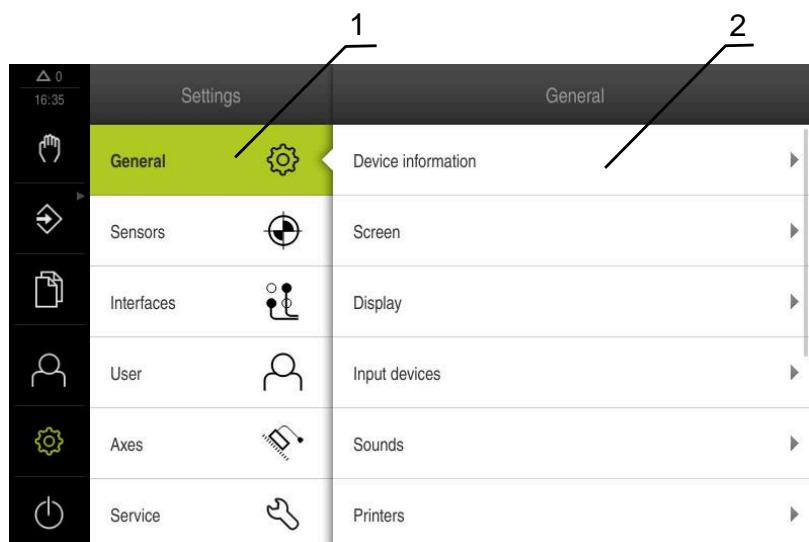 1
2
△ 0
16:35
Settings
General
General
Device information
Sensors
Screen
Interfaces
Display
User
Input devices
Axes
Sounds
Service
Printers